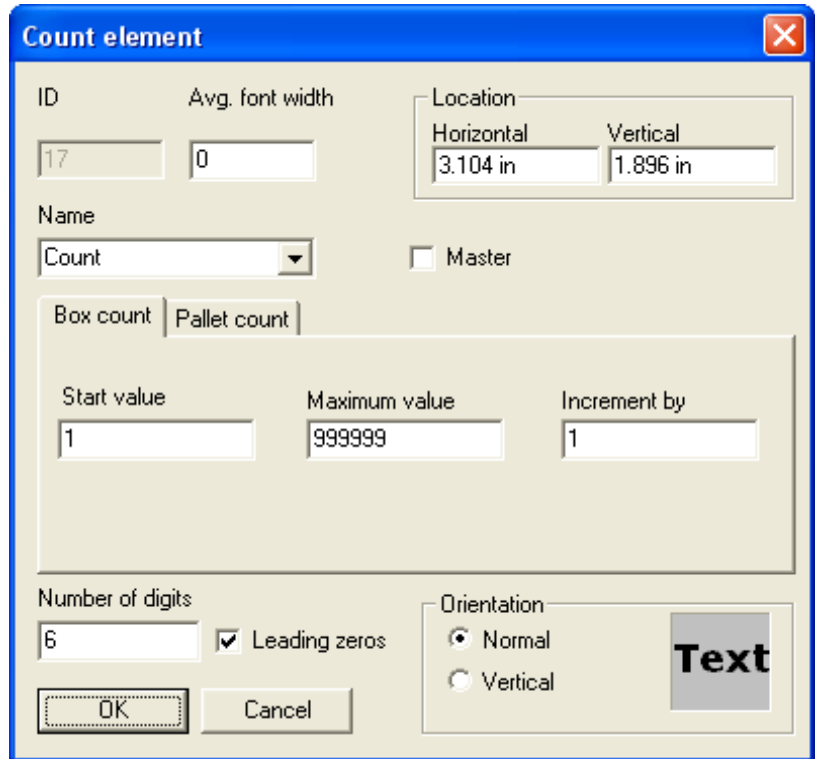 Count element
ID Avg. font width Location
Horizontal Vertical
17 0 3.104 in 1.896 in
Name
Count Master
Box count Pallet count
Start value Maximum value Increment by
1 999999 1
Number of digits Orientation
6 Leading zeros Normal
Text
Vertical
OK Cancel